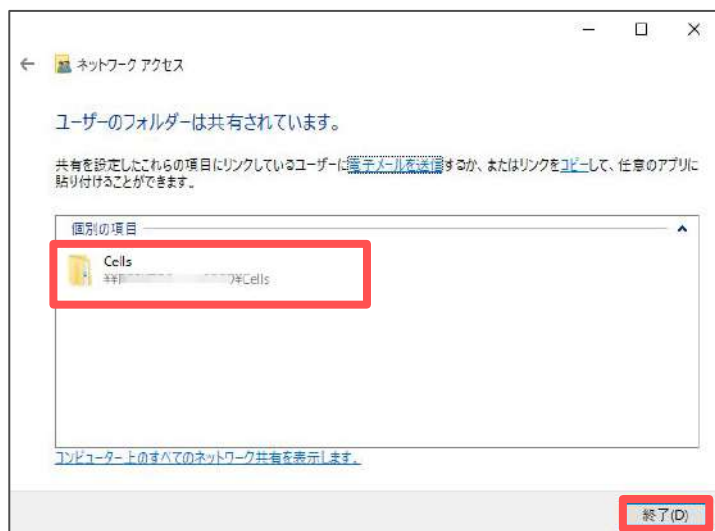 ネットワーク アクセス
ユーザーのフォルダーは共有されています。
共有を設定したこれらの項目にリンクしているユーザーに電子メールを送信するか、またはリンクをコピーして、任意のアプリに
貼り付けることができます。
個別の項目
Cells
¥Cells
コンピューター上のすべてのネットワーク共有を表示します。
終了(D)